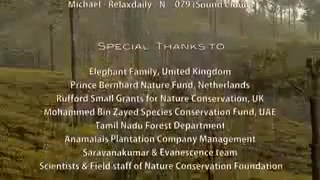 Michael - Relaxdaily N 079 (Sound Cloud)
SPECIAL THANKS TO
Elephant Family, United Kingdom
Prince Bernhard Nature Fund, Netherlands
Rufford Small Grants for Nature Conservation, UK
Mohammed Bin Zayed Species Conservation Fund, UAE
Tamil Nadu Forest Department
Anamalais Plantation Company Management
Saravanakumar & Evanescence team
Scientists & Field staff of Nature Conservation Foundation